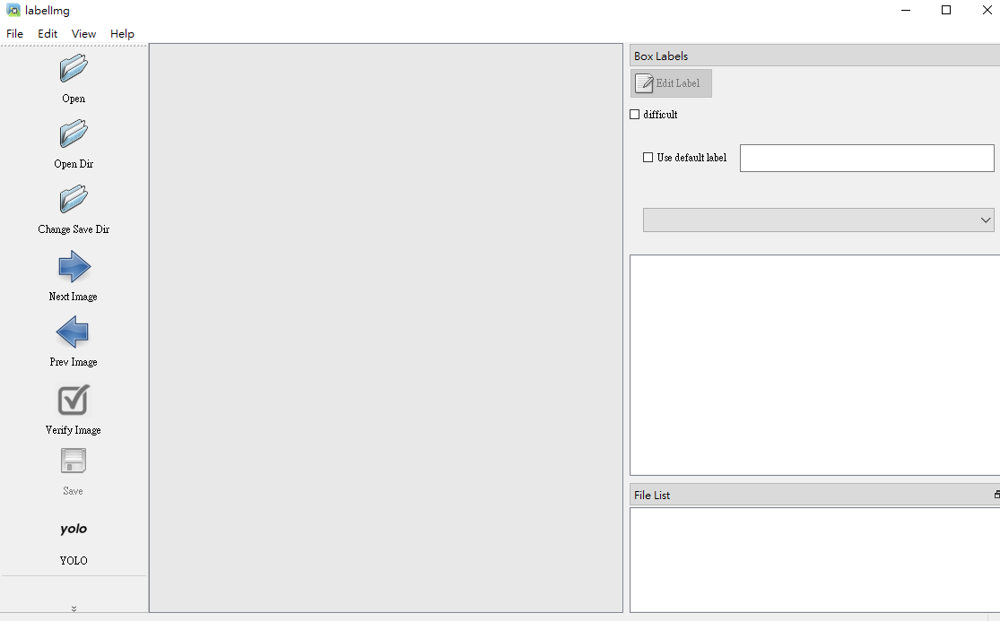 labelImg
File Edit View Help
Open
Open Dir
Change Save Dir
Next Image
Prev Image
Verify Image
Save
yolo
YOLO
Box Labels
Edit Label
difficult
Use default label
File List